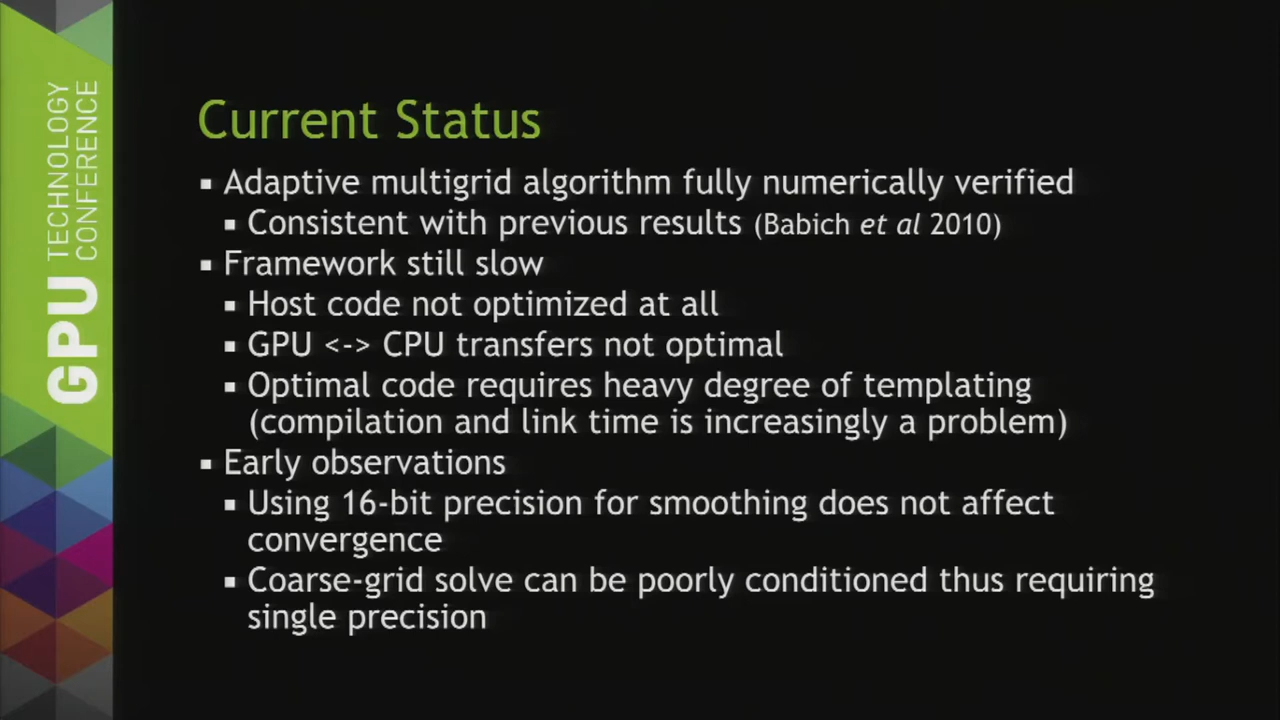 GPU TECHNOLOGY
CONFERENCE
Current Status
▪ Adaptive multigrid algorithm fully numerically verified
▪ Consistent with previous results (Babich et al 2010)
▪ Framework still slow
▪ Host code not optimized at all
▪ GPU <-> CPU transfers not optimal
▪ Optimal code requires heavy degree of templating
(compilation and link time is increasingly a problem)
▪ Early observations
▪ Using 16-bit precision for smoothing does not affect
convergence
▪ Coarse-grid solve can be poorly conditioned thus requiring
single precision